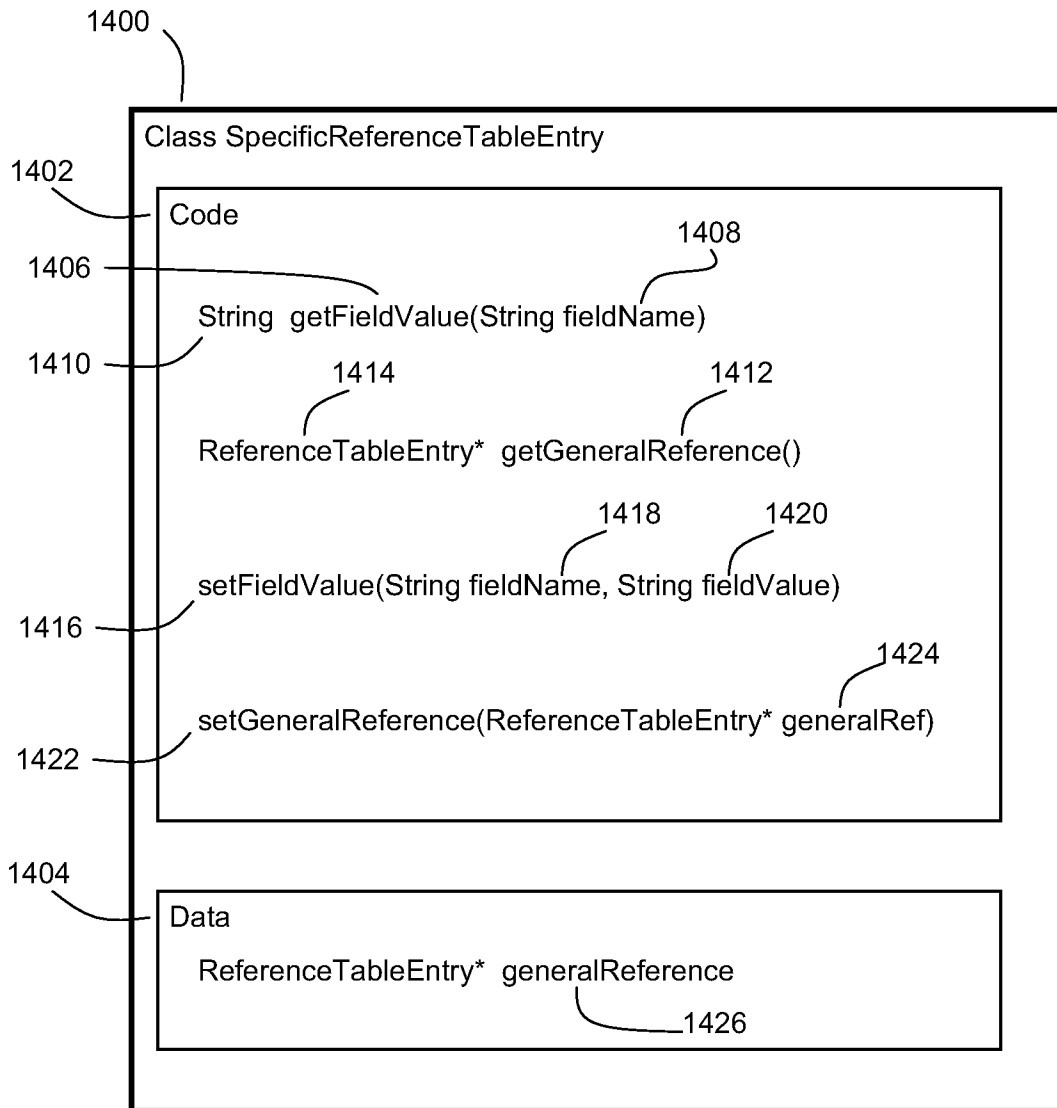 1400
Class SpecificReferenceTableEntry
1402
Code
1408
1406
String getFieldValue(String fieldName)
1410
1414 1412
ReferenceTableEntry* getGeneralReference()
1418 1420
setFieldValue(String fieldName, String fieldValue)
1416
1424
setGeneralReference(ReferenceTableEntry* generalRef)
1422
1404
Data
ReferenceTableEntry* generalReference
1426